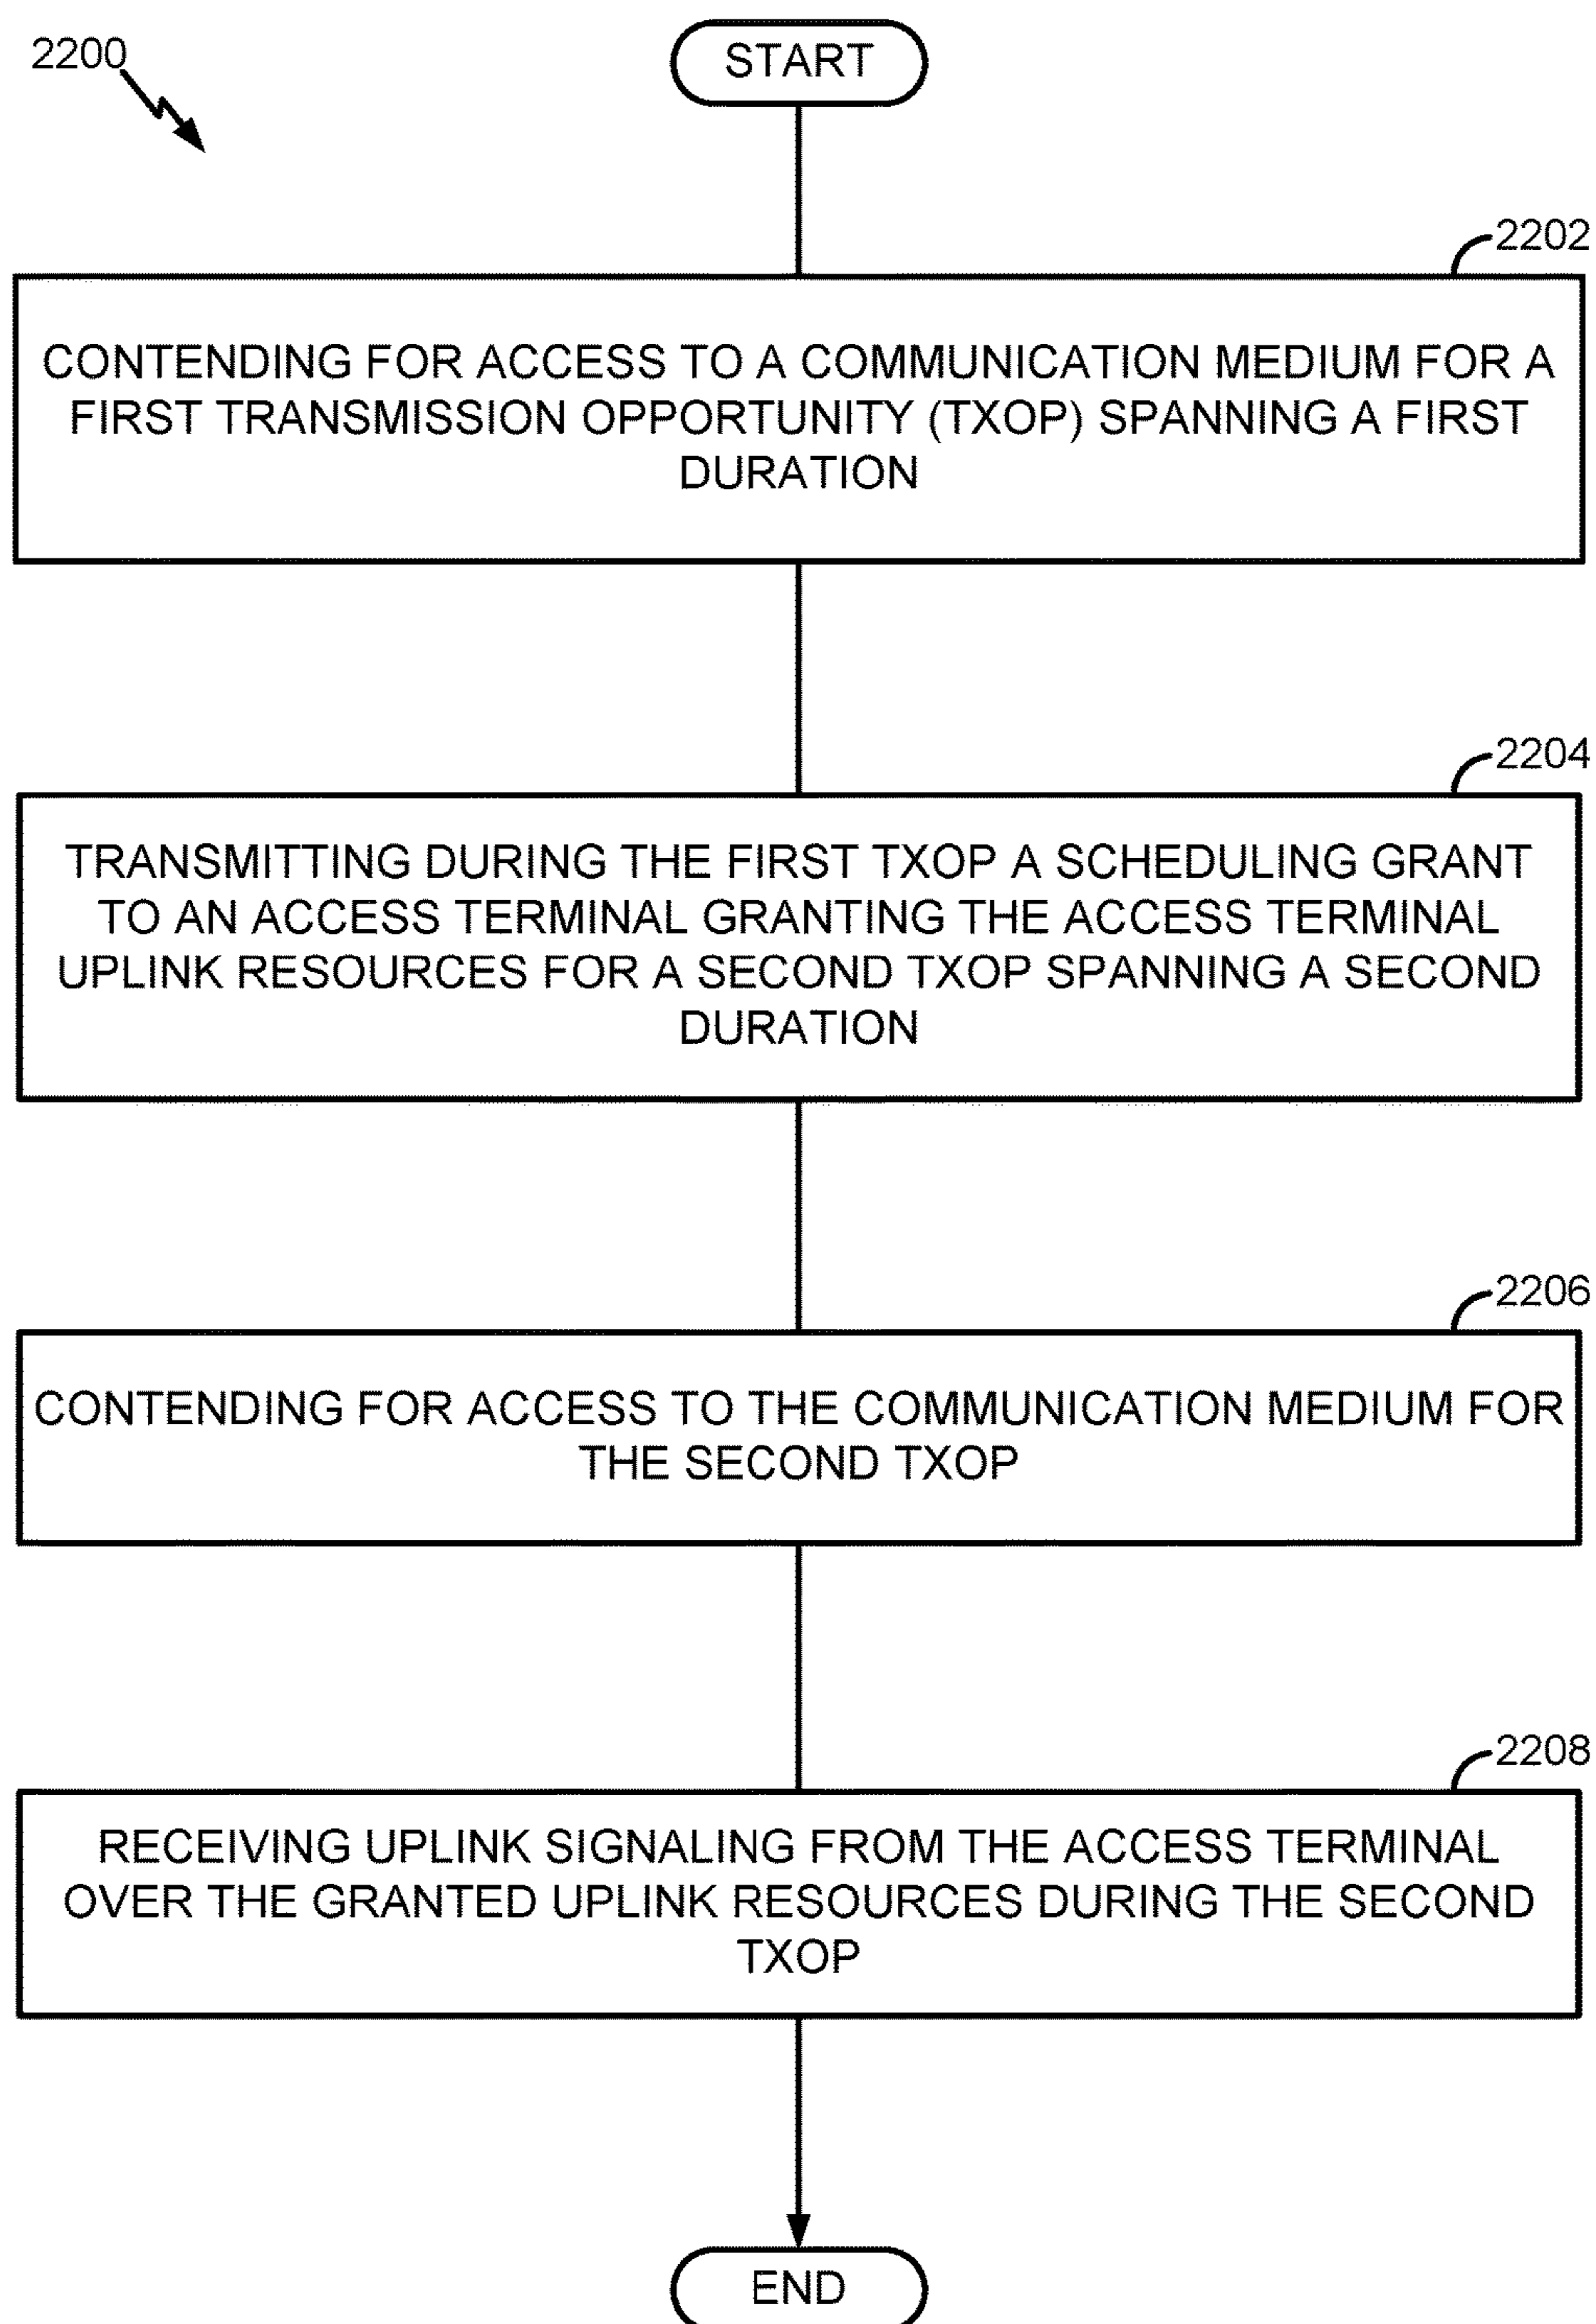 2200
START
2202
CONTENDING FOR ACCESS TO A COMMUNICATION MEDIUM FOR A
FIRST TRANSMISSION OPPORTUNITY (TXOP) SPANNING A FIRST
DURATION
2204
TRANSMITTING DURING THE FIRST TXOP A SCHEDULING GRANT
TO AN ACCESS TERMINAL GRANTING THE ACCESS TERMINAL
UPLINK RESOURCES FOR A SECOND TXOP SPANNING A SECOND
DURATION
2206
CONTENDING FOR ACCESS TO THE COMMUNICATION MEDIUM FOR
THE SECOND TXOP
2208
RECEIVING UPLINK SIGNALING FROM THE ACCESS TERMINAL
OVER THE GRANTED UPLINK RESOURCES DURING THE SECOND
TXOP
END